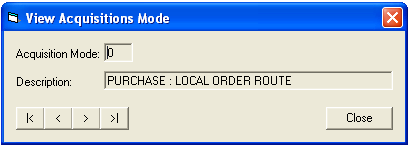 View Acquisitions Mode
Acquisition Mode: 0
Description: PURCHASE : LOCAL ORDER ROUTE
|< < > >| Close